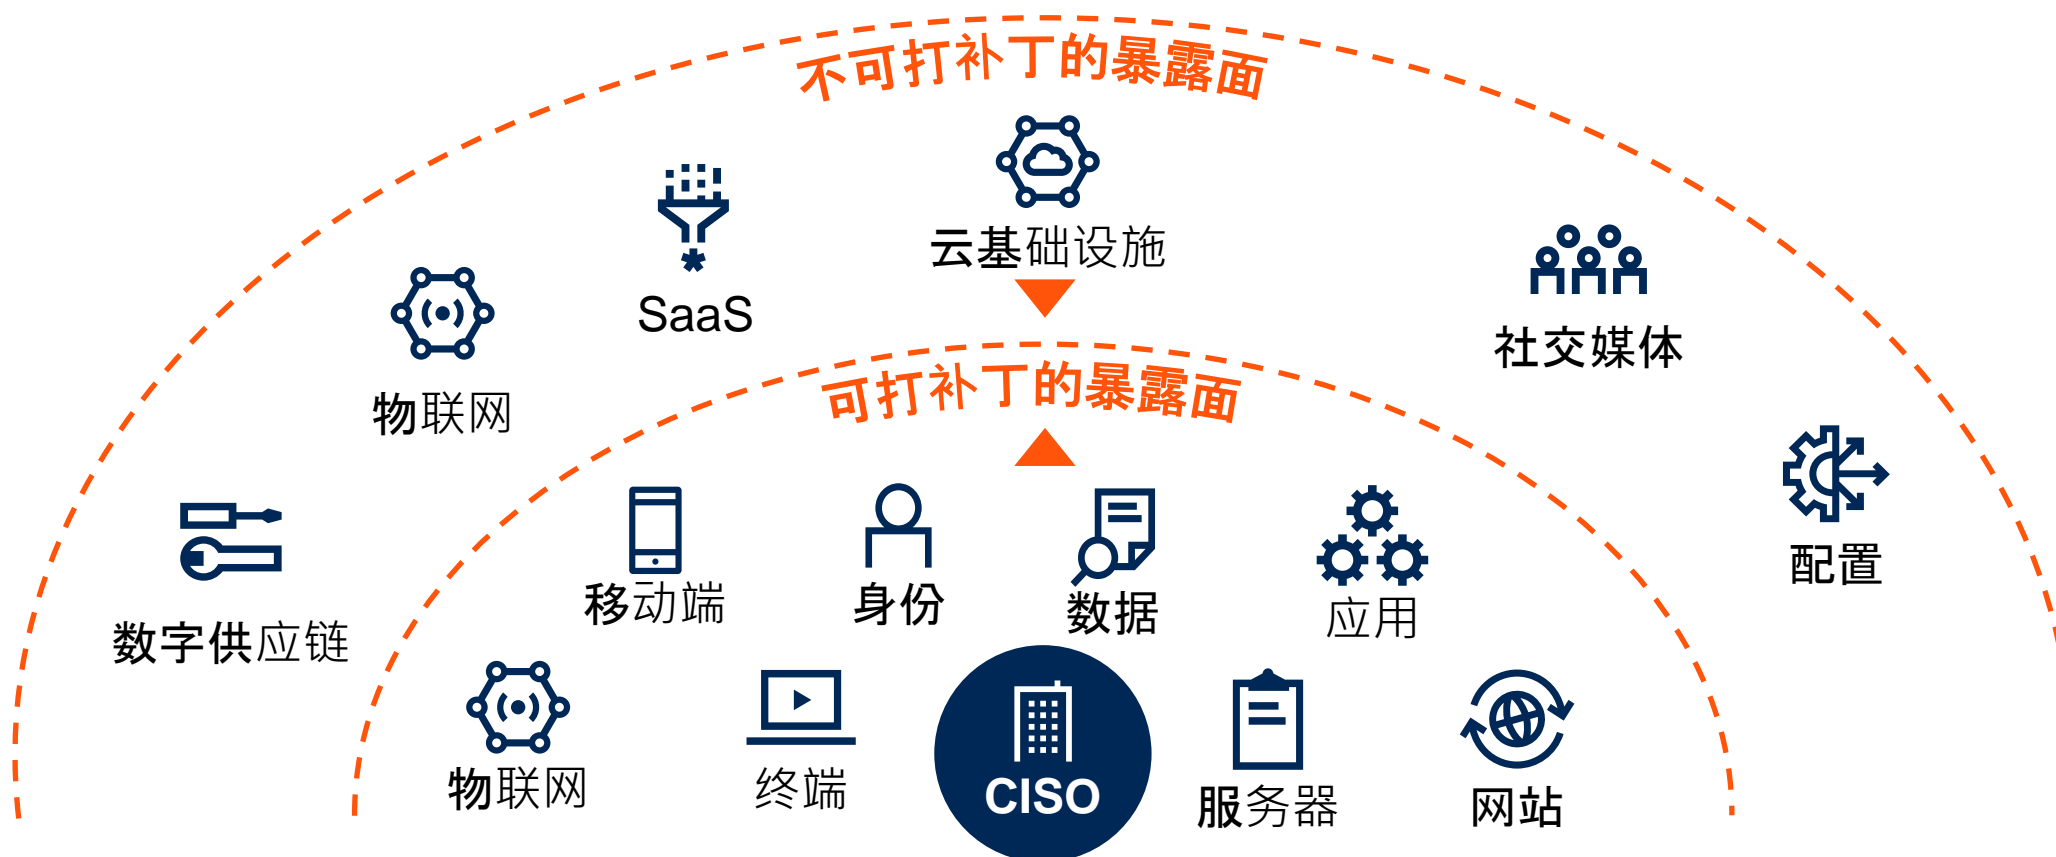 不可打补丁的暴露面
云基础设施
SaaS
社交媒体
物联网
可打补丁的暴露面
配置
数字供应链
移动端
身份
数据
应用
物联网
终端
CISO
服务器
网站